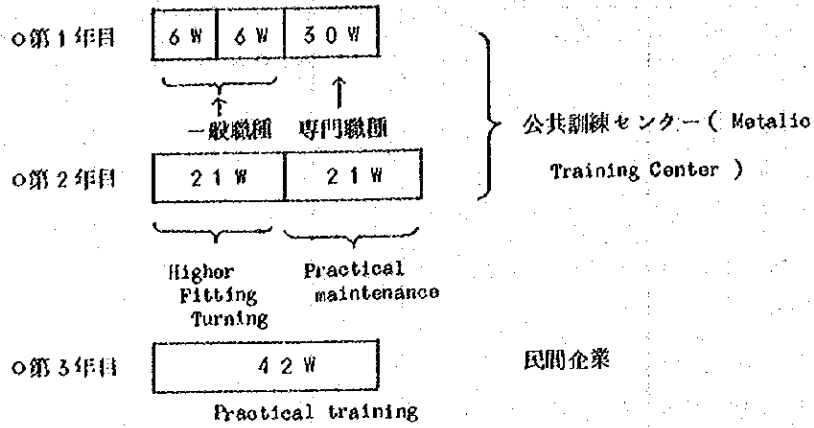 ○第1年目 6W 6W 30W
一般職種 専門職種
公共訓練センター( Metalic
Training Center )
○第2年目 21W 21W
Higher Practical
Fitting maintenance
Turning
○第3年目 42W 民間企業
Practical training